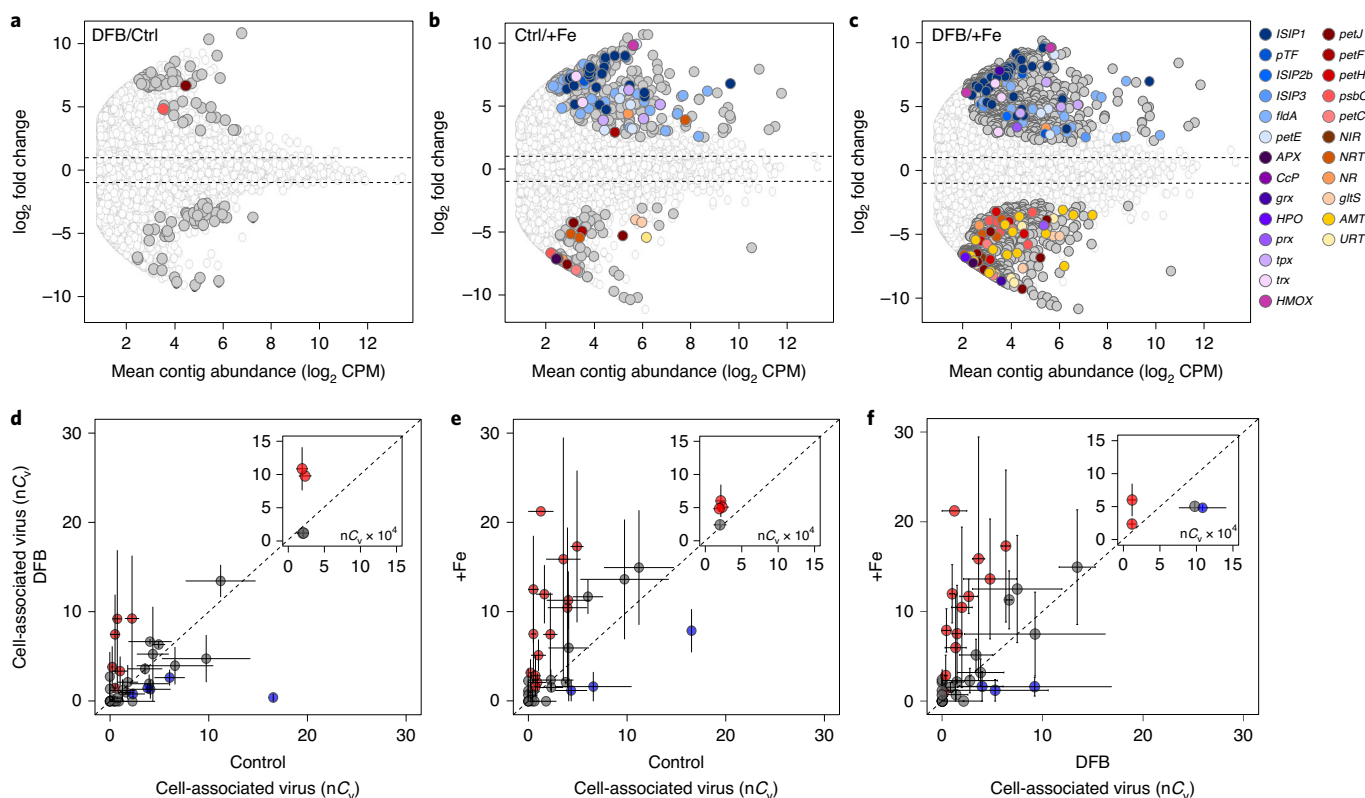 a
DFB/Ctrl
10
5
0
−5
−10
log2 fold change
2 4 6 8 10 12
Mean contig abundance (log2 CPM)
b
Ctrl/+Fe
10
5
0
−5
−10
log2 fold change
2 4 6 8 10 12
Mean contig abundance (log2 CPM)
c
DFB/+Fe
10
5
0
−5
−10
log2 fold change
2 4 6 8 10 12
Mean contig abundance (log2 CPM)
ISIP1
pTF
ISIP2b
ISIP3
fldA
petE
APX
CcP
grx
HPO
prx
tpx
trx
HMOX
petJ
petF
petH
psbC
petC
NIR
NRT
NR
gltS
AMT
URT
d
30
20
10
0
Cell-associated virus (nCv)
DFB
15
10
5
0
0 5 10 15
nCv × 10^4
0 10 20 30
Control
Cell-associated virus (nCv)
e
30
20
10
0
+Fe
15
10
5
0
0 5 10 15
nCv × 10^4
0 10 20 30
Control
Cell-associated virus (nCv)
f
30
20
10
0
+Fe
15
10
5
0
0 5 10 15
nCv × 10^4
0 10 20 30
DFB
Cell-associated virus (nCv)